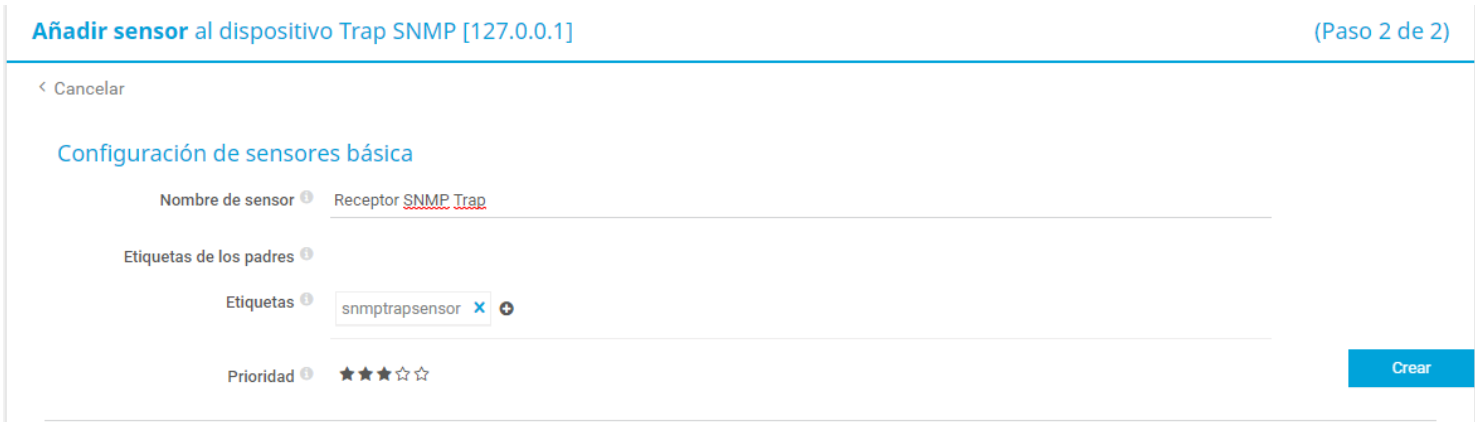 Añadir sensor al dispositivo Trap SNMP [127.0.0.1] (Paso 2 de 2)
Cancelar
Configuración de sensores básica
Nombre de sensor Receptor SNMP Trap
Etiquetas de los padres
Etiquetas snmptrapsensor
Prioridad
Crear